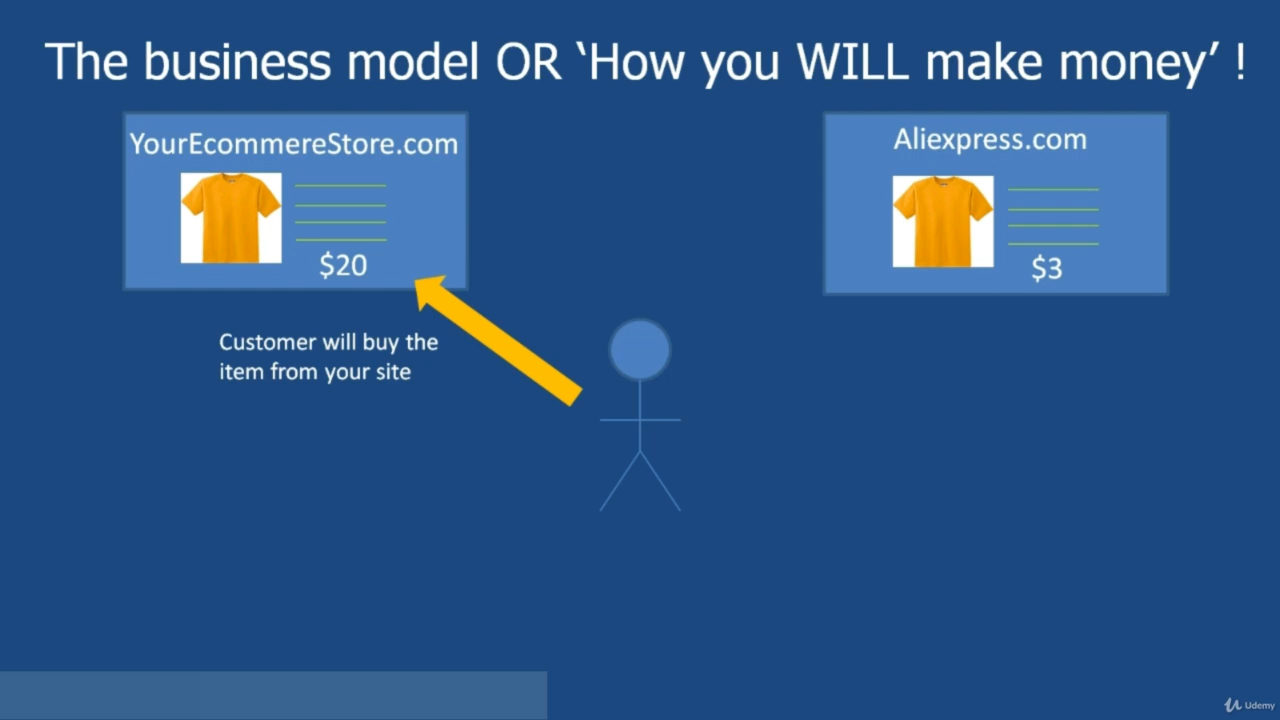 The business model OR ‘How you WILL make money’ !
YourEcommereStore.com
$20
Aliexpress.com
$3
Customer will buy the
item from your site
Udemy